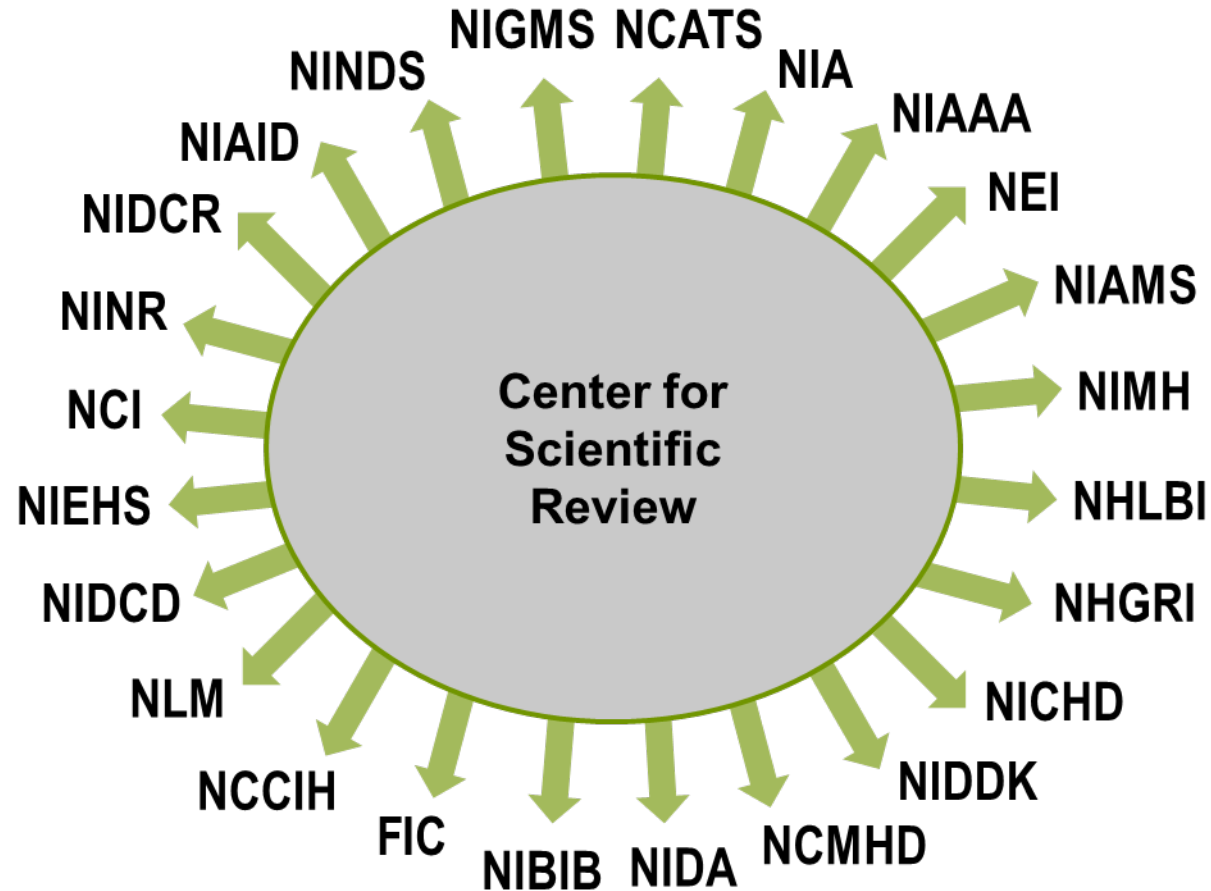 NIGMS NCATS
NINDS
NIA
NIAAA
NIAID
NEI
NIDCR
NIAMS
NINR
NIMH
Center for
Scientific
Review
NCI
NHLBI
NIEHS
NIDCD
NHGRI
NLM
NICHD
NCCIH
NIDDK
FIC
NCMHD
NIBIB
NIDA